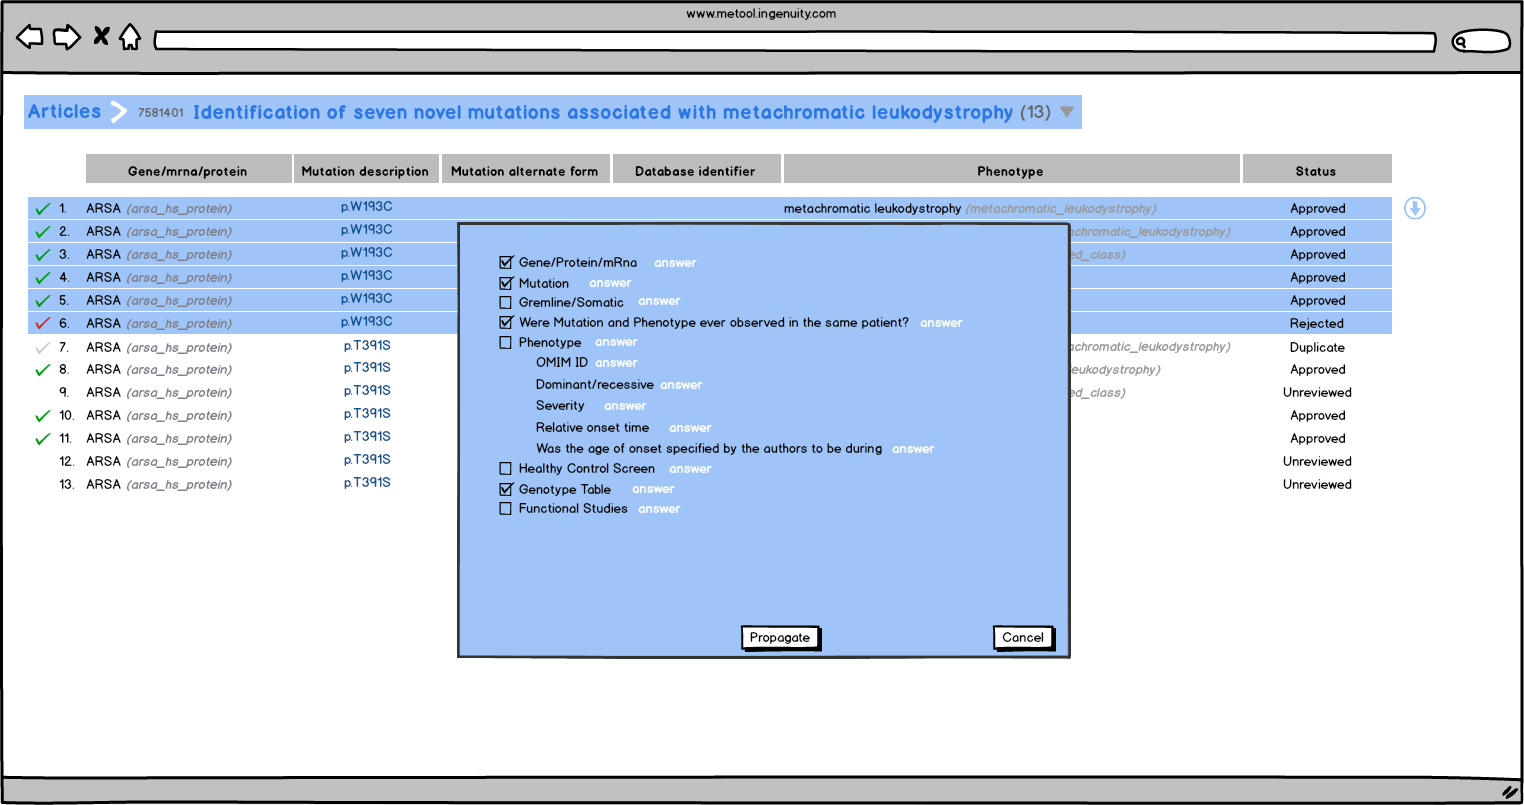 www.metool.ingenuity.com
Articles 7581401 Identification of seven novel mutations associated with metachromatic leukodystrophy (13)
Gene/mrna/protein Mutation description Mutation alternate form Database identifier Phenotype Status
1. ARSA (arsa_hs_protein) p.W193C metachromatic leukodystrophy (metachromatic_leukodystrophy) Approved
2. ARSA (arsa_hs_protein) p.W193C achromatic_leukodystrophy) Approved
3. ARSA (arsa_hs_protein) p.W193C ed_class) Approved
4. ARSA (arsa_hs_protein) p.W193C Approved
5. ARSA (arsa_hs_protein) p.W193C Approved
6. ARSA (arsa_hs_protein) p.W193C Rejected
7. ARSA (arsa_hs_protein) p.T391S achromatic_leukodystrophy) Duplicate
8. ARSA (arsa_hs_protein) p.T391S eukodystrophy) Approved
9. ARSA (arsa_hs_protein) p.T391S ed_class) Unreviewed
10. ARSA (arsa_hs_protein) p.T391S Approved
11. ARSA (arsa_hs_protein) p.T391S Approved
12. ARSA (arsa_hs_protein) p.T391S Unreviewed
13. ARSA (arsa_hs_protein) p.T391S Unreviewed
Gene/Protein/mRna answer
Mutation answer
Gremline/Somatic answer
Were Mutation and Phenotype ever observed in the same patient? answer
Phenotype answer
OMIM ID answer
Dominant/recessive answer
Severity answer
Relative onset time answer
Was the age of onset specified by the authors to be during answer
Healthy Control Screen answer
Genotype Table answer
Functional Studies answer
Propagate Cancel